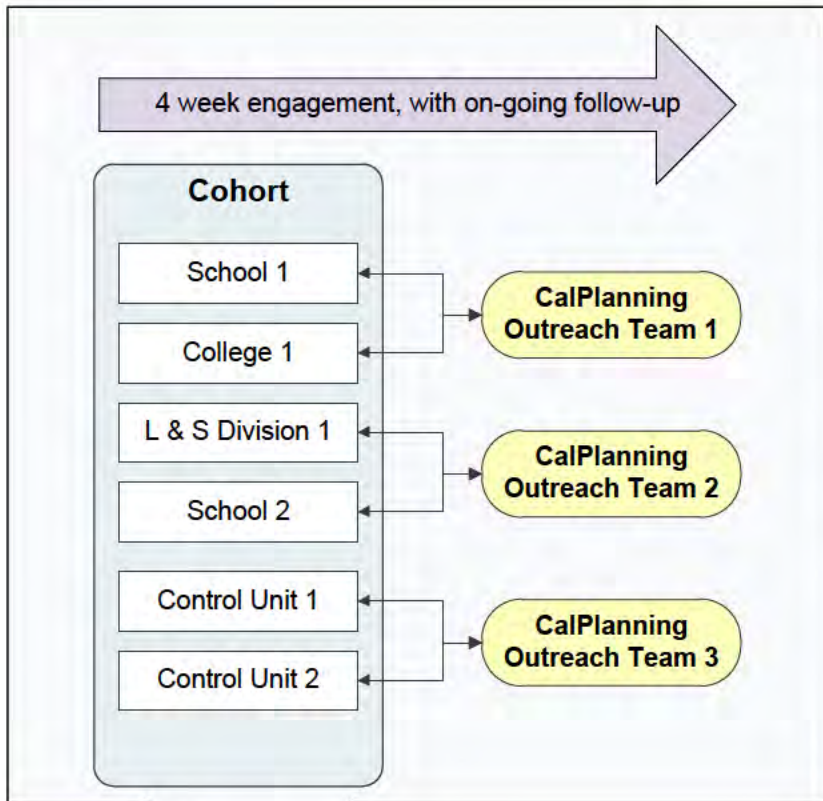 4 week engagement, with on-going follow-up
Cohort
School 1
College 1
L & S Division 1
School 2
Control Unit 1
Control Unit 2
CalPlanning
Outreach Team 1
CalPlanning
Outreach Team 2
CalPlanning
Outreach Team 3